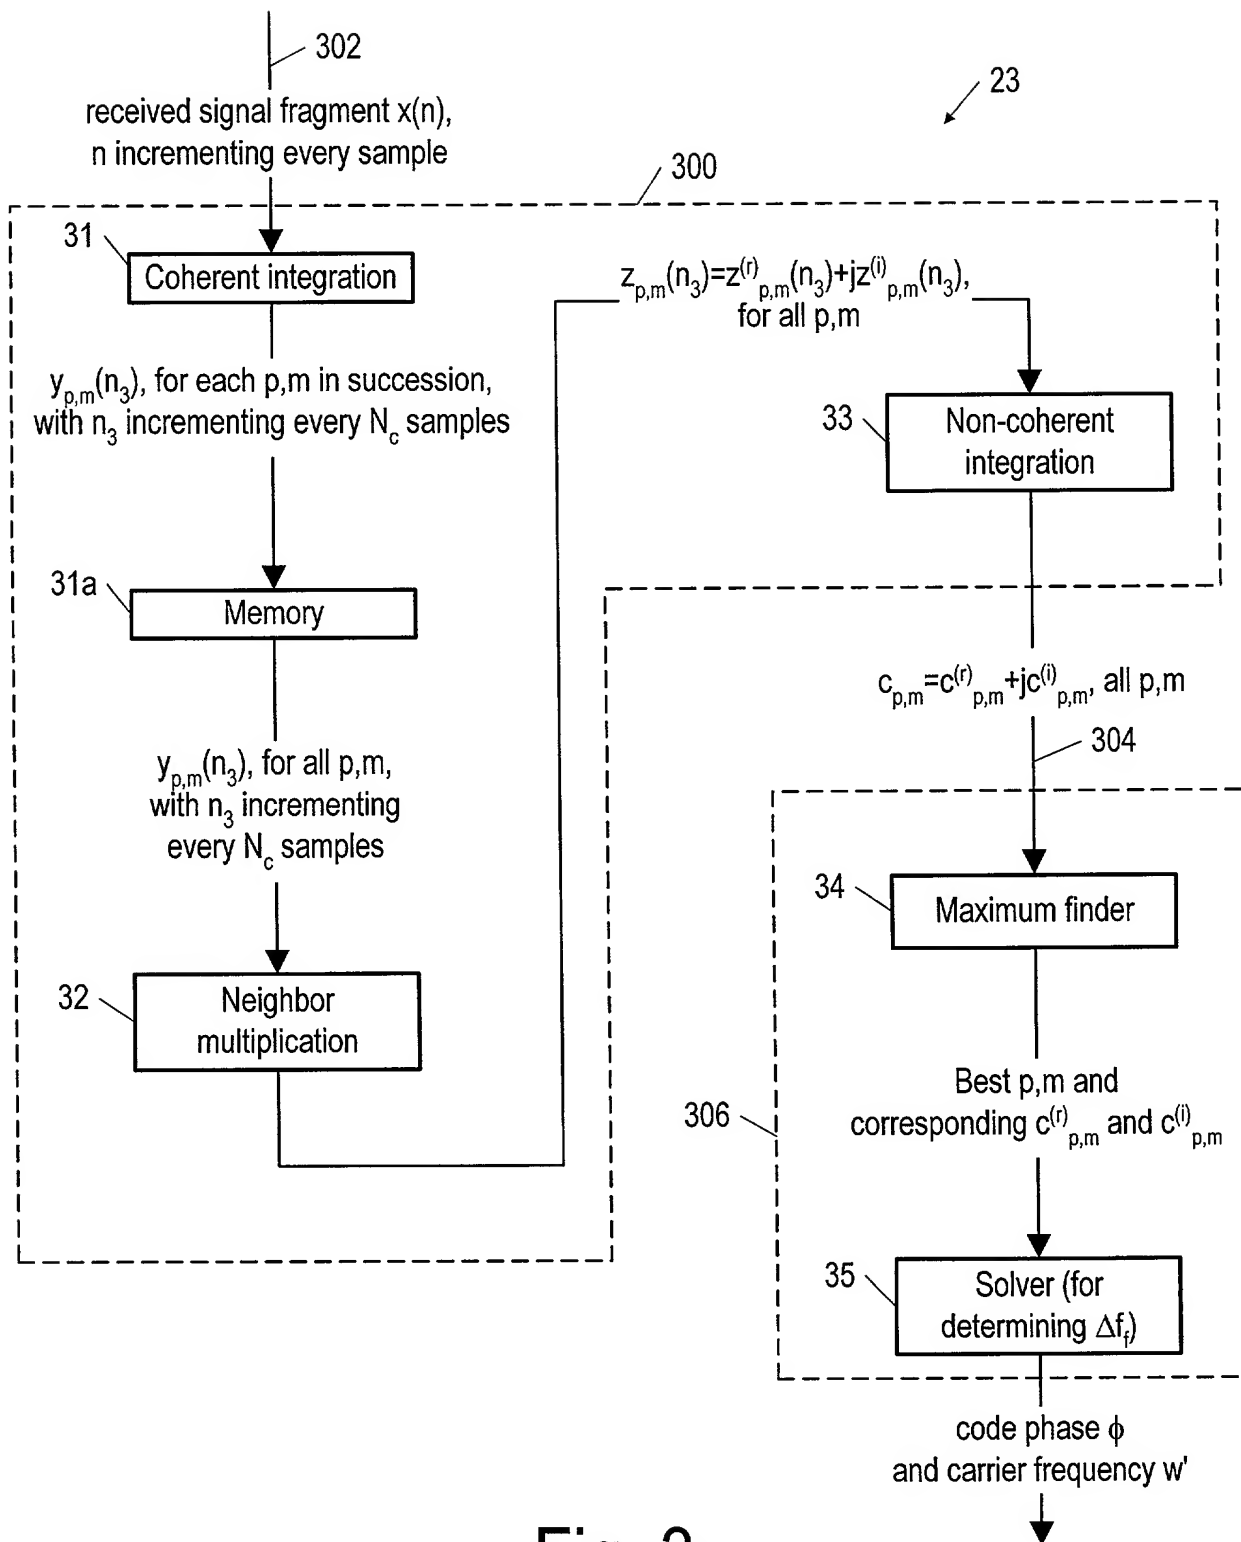 302
received signal fragment x(n),
n incrementing every sample
23
300
31
Coherent integration
y_{p,m}(n_3), for each p,m in succession,
with n_3 incrementing every N_c samples
31a
Memory
y_{p,m}(n_3), for all p,m,
with n_3 incrementing
every N_c samples
32
Neighbor
multiplication
z_{p,m}(n_3)=z^{(r)}_{p,m}(n_3)+jz^{(i)}_{p,m}(n_3),
for all p,m
33
Non-coherent
integration
c_{p,m}=c^{(r)}_{p,m}+jc^{(i)}_{p,m}, all p,m
304
34
Maximum finder
306
Best p,m and
corresponding c^{(r)}_{p,m} and c^{(i)}_{p,m}
35
Solver (for
determining Δf_f)
code phase ϕ
and carrier frequency w'